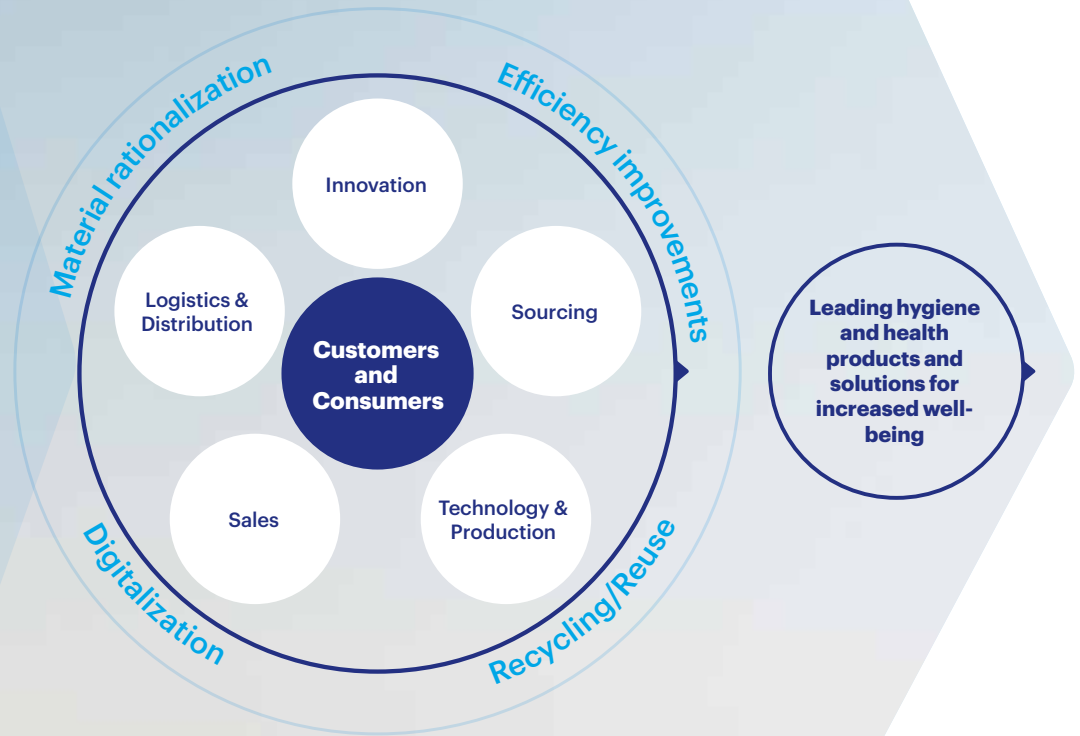 Material rationalization
Efficiency improvements
Innovation
Logistics &
Distribution
Sourcing
Customers
and
Consumers
Sales
Technology &
Production
Digitalization
Recycling/Reuse
Leading hygiene
and health
products and
solutions for
increased well-
being